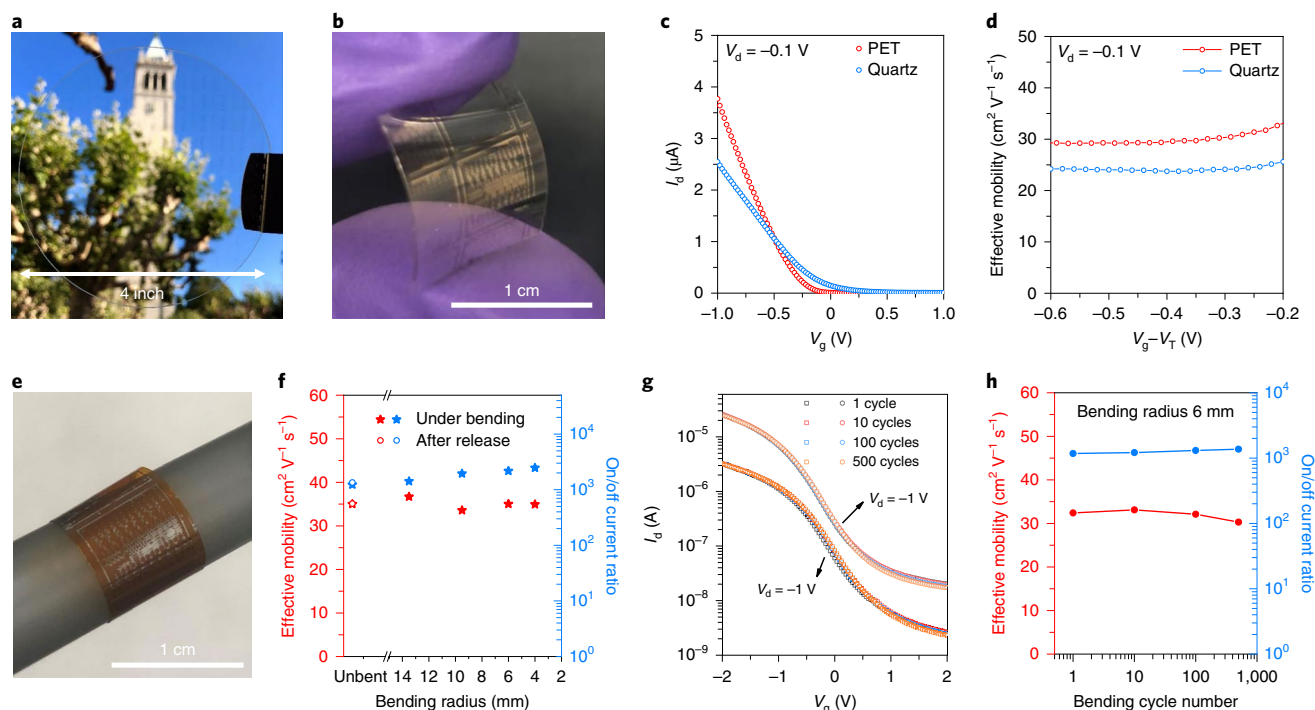 a
4 inch
b
1 cm
c
V_d = −0.1 V
PET
Quartz
I_d (μA)
5
4
3
2
1
0
−1.0
−0.5
0
0.5
1.0
V_g (V)
d
V_d = −0.1 V
PET
Quartz
Effective mobility (cm² V⁻¹ s⁻¹)
50
40
30
20
10
0
−0.6
−0.5
−0.4
−0.3
−0.2
V_g–V_T (V)
e
1 cm
f
Under bending
After release
Effective mobility (cm² V⁻¹ s⁻¹)
60
50
40
30
20
10
0
10⁴
10³
10²
10¹
10⁰
On/off current ratio
Unbent
14
12
10
8
6
4
2
Bending radius (mm)
g
1 cycle
10 cycles
100 cycles
500 cycles
V_d = −1 V
V_d = −1 V
I_d (A)
10⁻⁵
10⁻⁶
10⁻⁷
10⁻⁸
10⁻⁹
−2
−1
0
1
2
V_g (V)
h
Bending radius 6 mm
Effective mobility (cm² V⁻¹ s⁻¹)
60
50
40
30
20
10
0
10⁴
10³
10²
10¹
10⁰
On/off current ratio
1
10
100
1,000
Bending cycle number